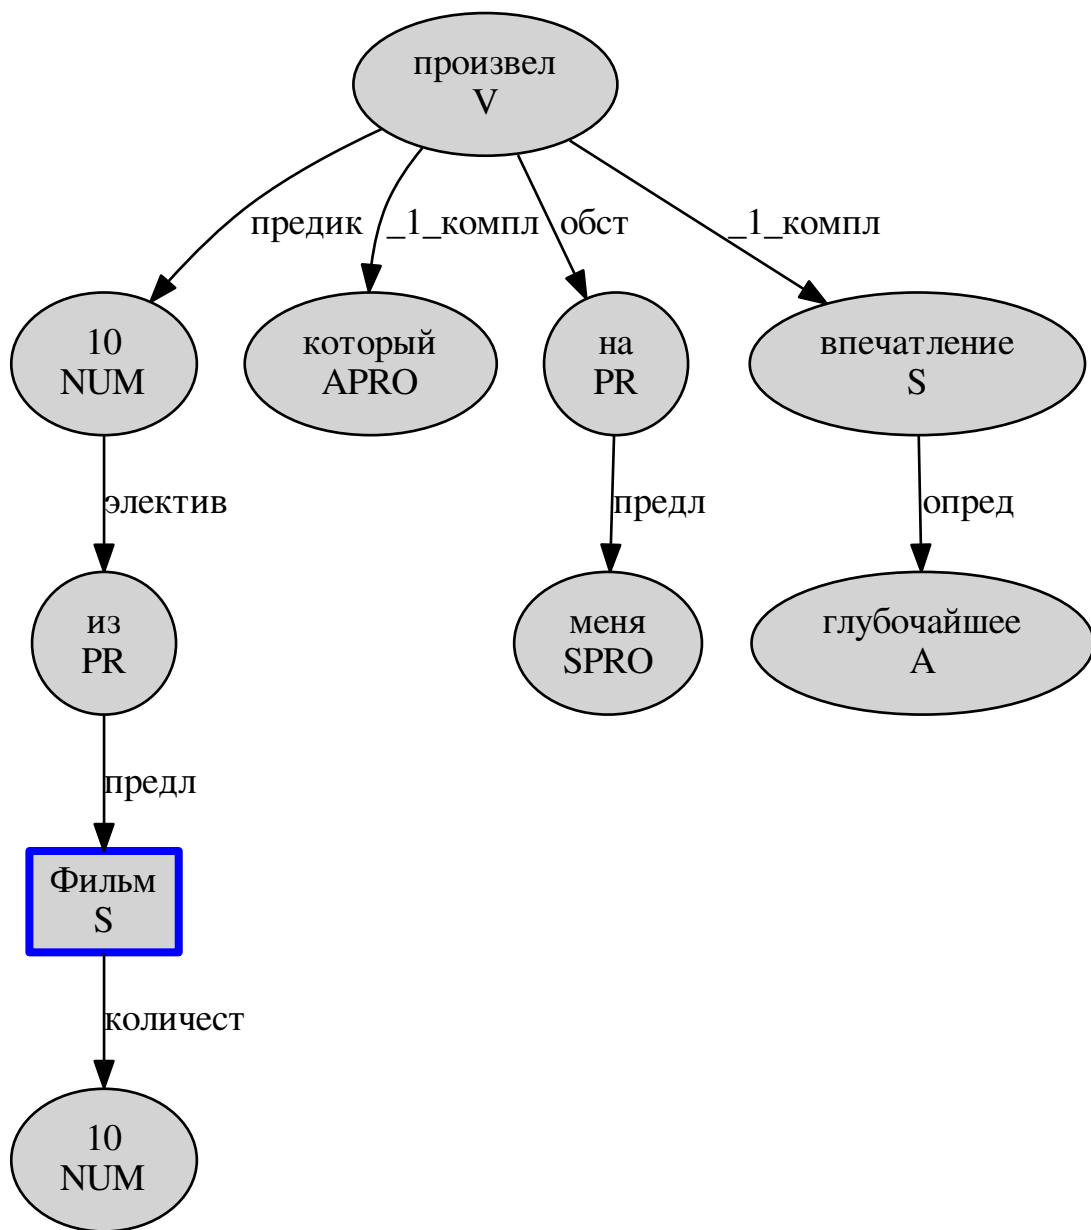 произвел
V
предик
_1_компл
обст
_1_компл
10
NUM
который
APRO
на
PR
впечатление
S
электив
предл
опред
из
PR
меня
SPRO
глубочайшее
A
предл
Фильм
S
количест
10
NUM